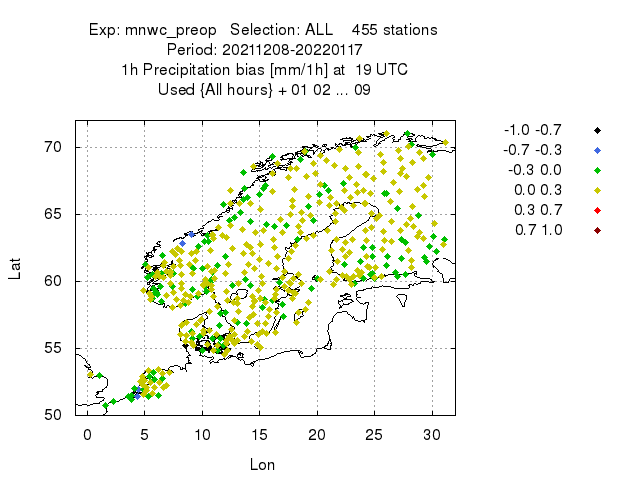 Exp: mnwc_preop Selection: ALL 455 stations
Period: 20211208-20220117
1h Precipitation bias [mm/1h] at 19 UTC
Used {All hours} + 01 02 ... 09
-1.0 -0.7
-0.7 -0.3
-0.3 0.0
0.0 0.3
0.3 0.7
0.7 1.0
70
65
60
55
50
Lat
0 5 10 15 20 25 30
Lon